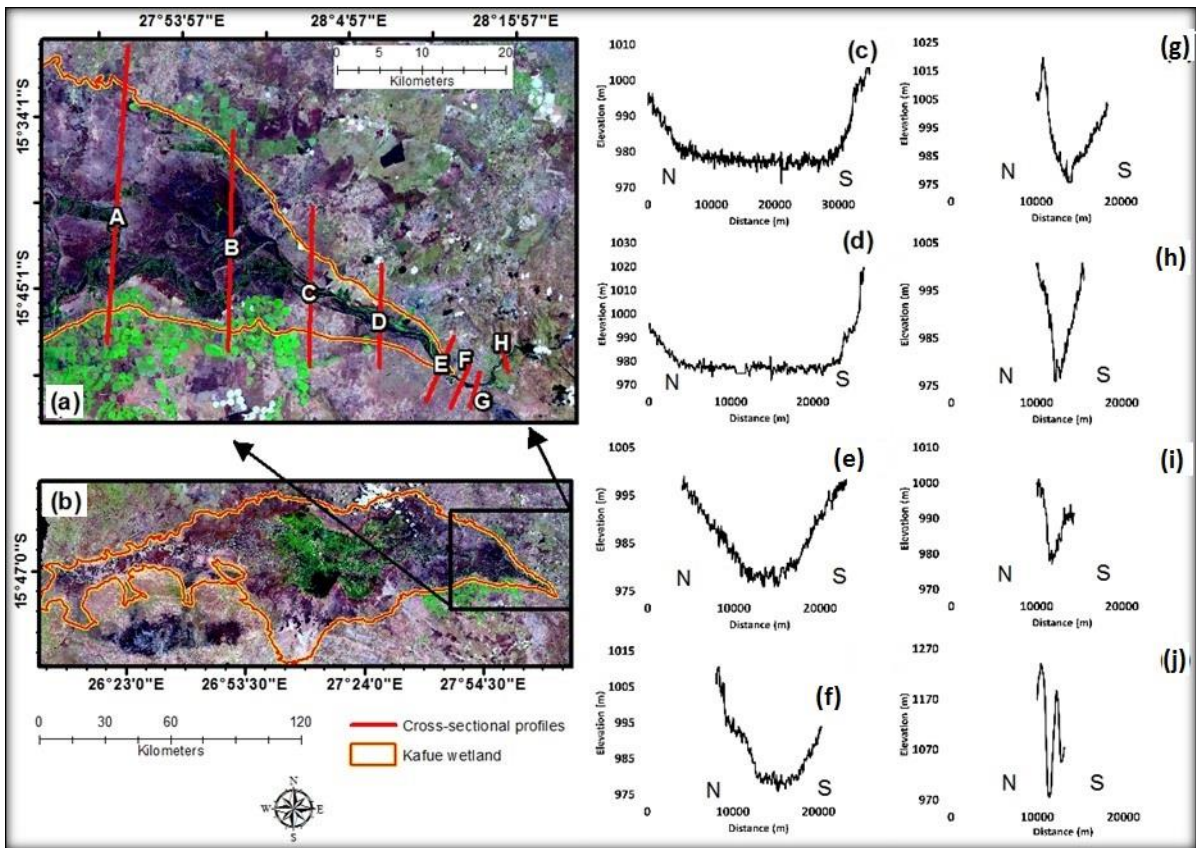 27°53'57"E 28°4'57"E 28°15'57"E
15°34'1"S
15°45'1"S
0 5 10 20
Kilometers
A
B
C
D
E
F
G
H
(a)
(b)
15°47'0"S
26°23'0"E 26°53'30"E 27°24'0"E 27°54'30"E
0 30 60 120
Kilometers
Cross-sectional profiles
Kafue wetland
N
W E
S
(c)
Elevation (m)
1010
1000
990
980
970
N S
0 10000 20000 30000
Distance (m)
(d)
Elevation (m)
1030
1020
1010
1000
990
980
970
N S
0 10000 20000 30000
Distance (m)
(e)
Elevation (m)
1005
995
985
975
N S
0 10000 20000
Distance (m)
(f)
Elevation (m)
1015
1005
995
985
975
N S
0 10000 20000
Distance (m)
(g)
Elevation (m)
1025
1015
1005
995
985
975
N S
0 10000 20000
Distance (m)
(h)
Elevation (m)
1005
995
985
975
N S
0 10000 20000
Distance (m)
(i)
Elevation (m)
1010
1000
990
980
970
N S
0 10000 20000
Distance (m)
(j)
Elevation (m)
1270
1170
1070
970
N S
0 10000 20000
Distance (m)